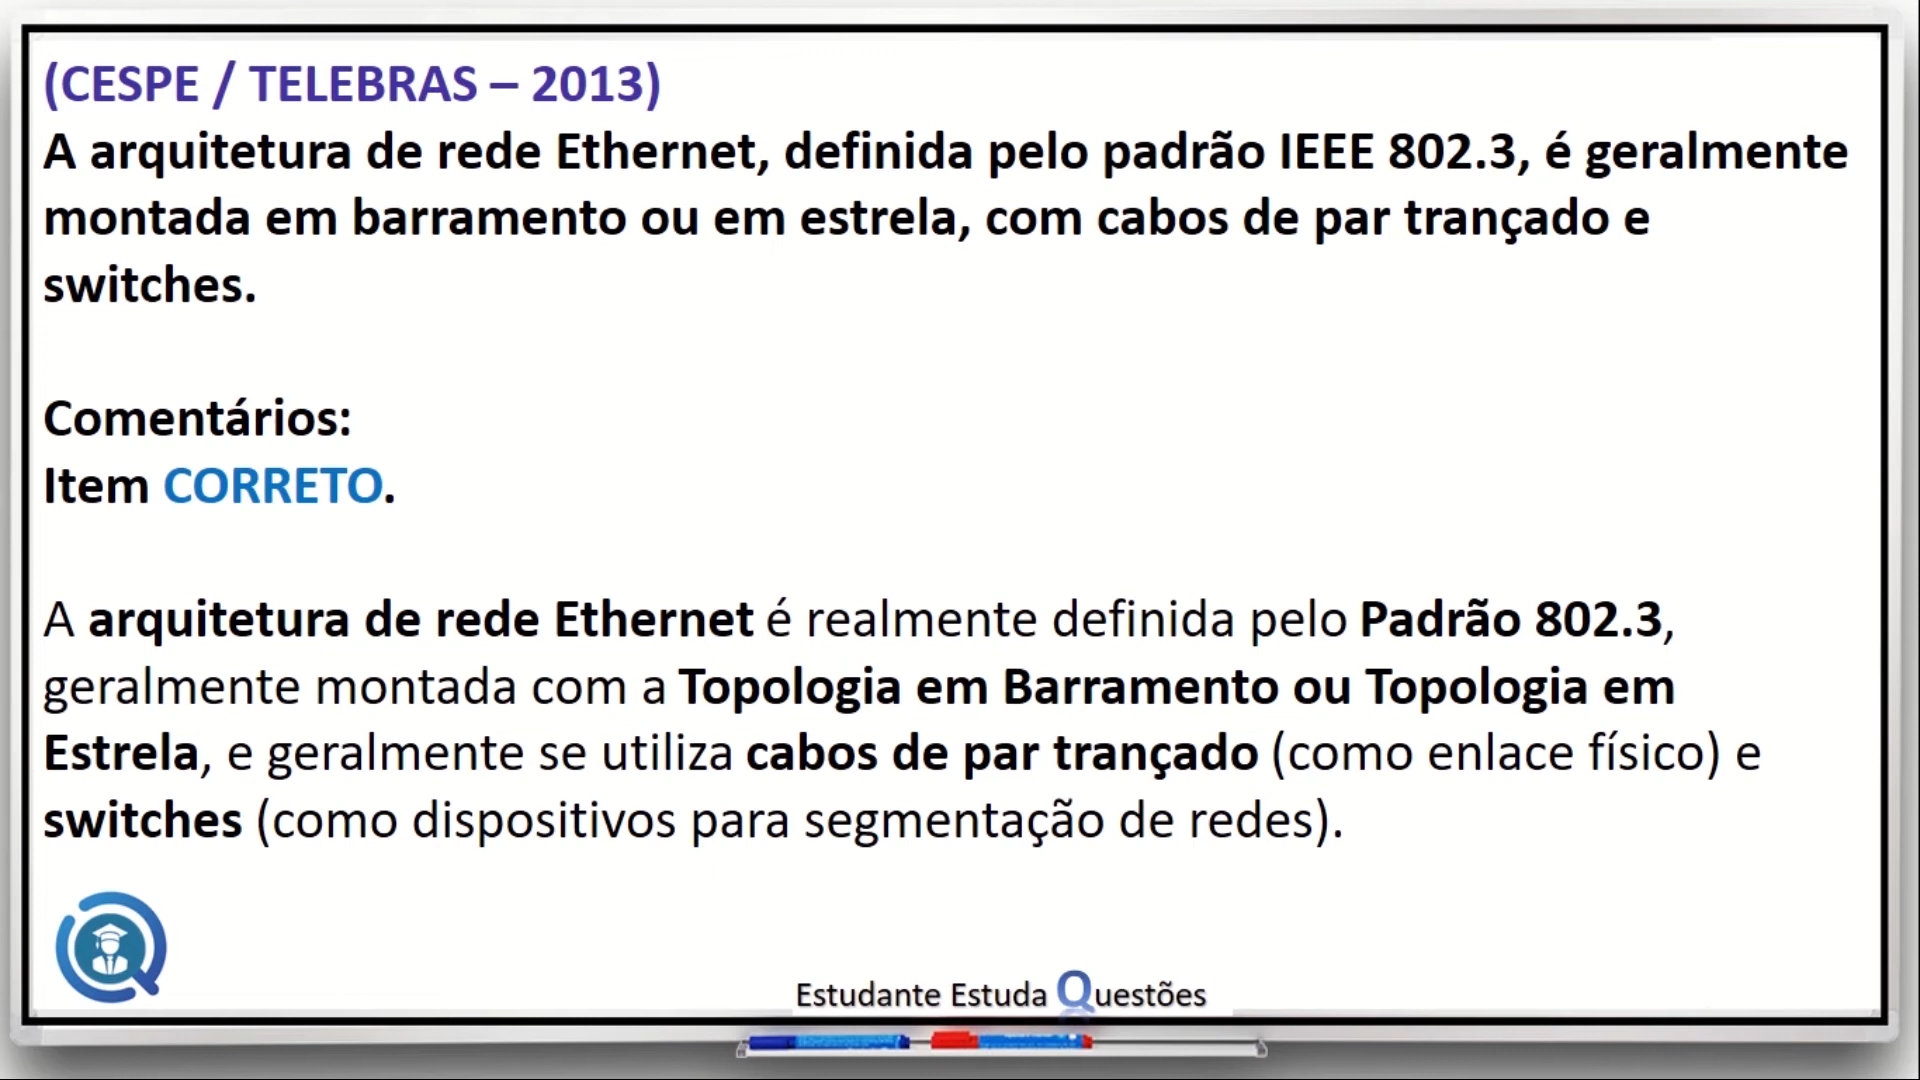 (CESPE / TELEBRAS – 2013)
A arquitetura de rede Ethernet, definida pelo padrão IEEE 802.3, é geralmente
montada em barramento ou em estrela, com cabos de par trançado e
switches.
Comentários:
Item CORRETO.
A arquitetura de rede Ethernet é realmente definida pelo Padrão 802.3,
geralmente montada com a Topologia em Barramento ou Topologia em
Estrela, e geralmente se utiliza cabos de par trançado (como enlace físico) e
switches (como dispositivos para segmentação de redes).
Estudante Estuda Questões